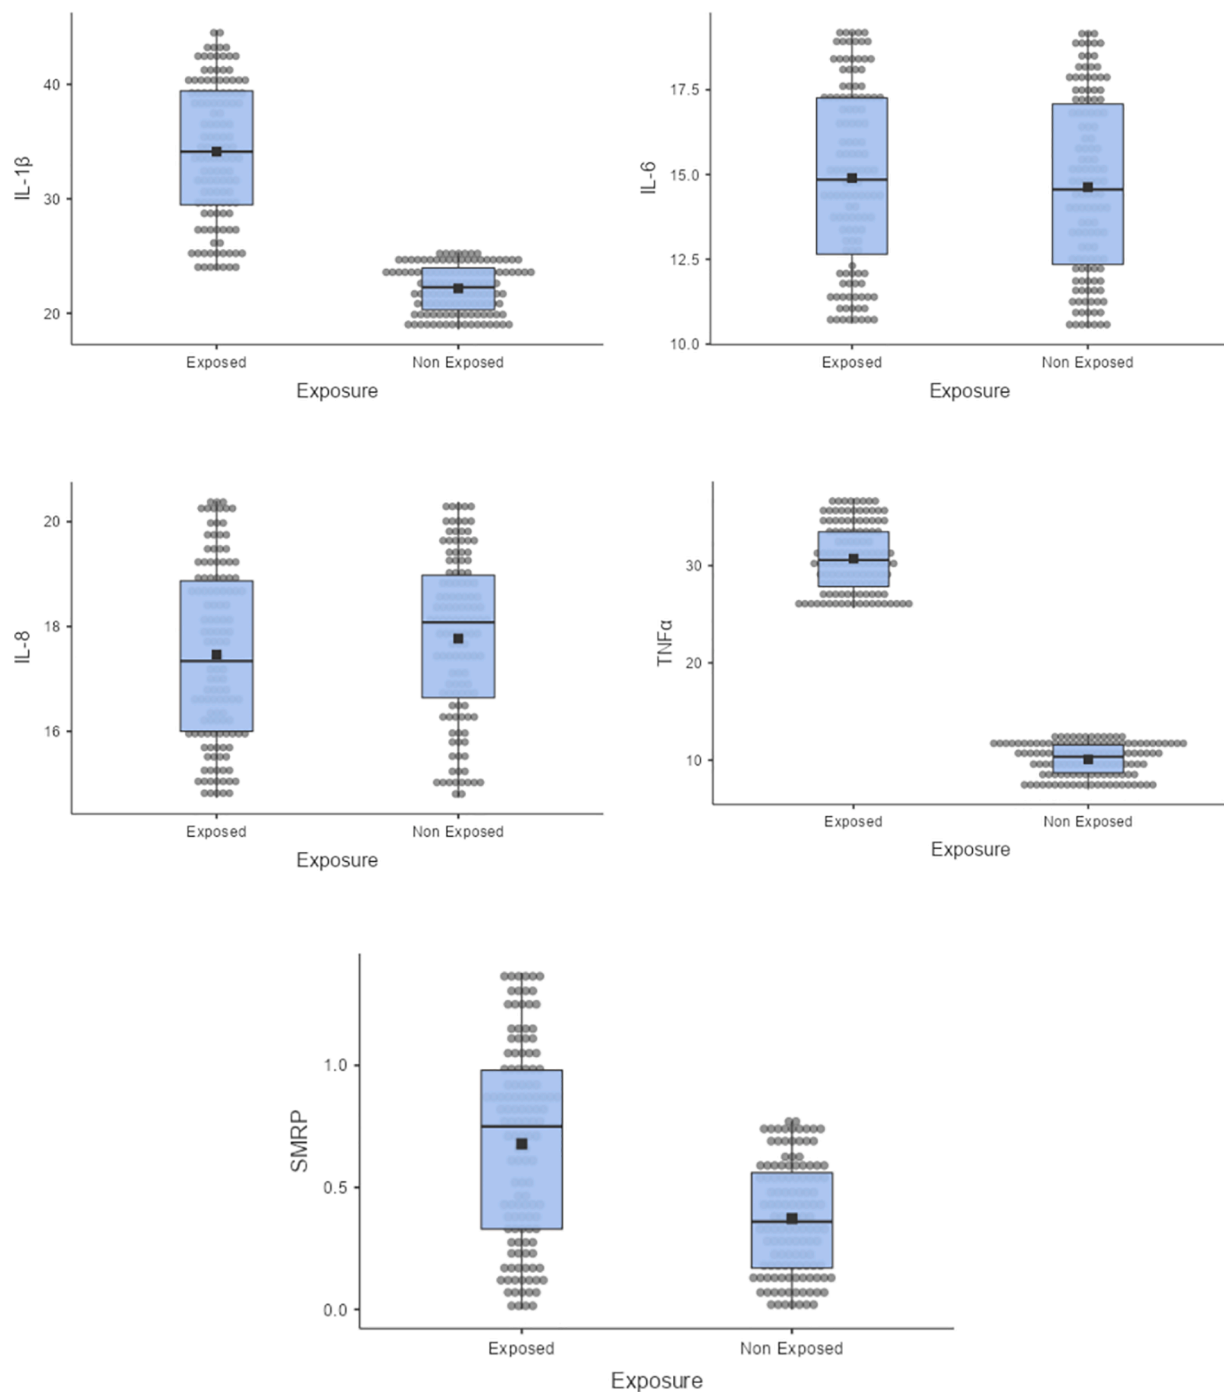 IL-1β
40
30
20
Exposed
Non Exposed
Exposure
IL-6
17.5
15.0
12.5
10.0
Exposed
Non Exposed
Exposure
IL-8
20
18
16
Exposed
Non Exposed
Exposure
TNFα
30
20
10
Exposed
Non Exposed
Exposure
SMRP
1.0
0.5
0.0
Exposed
Non Exposed
Exposure